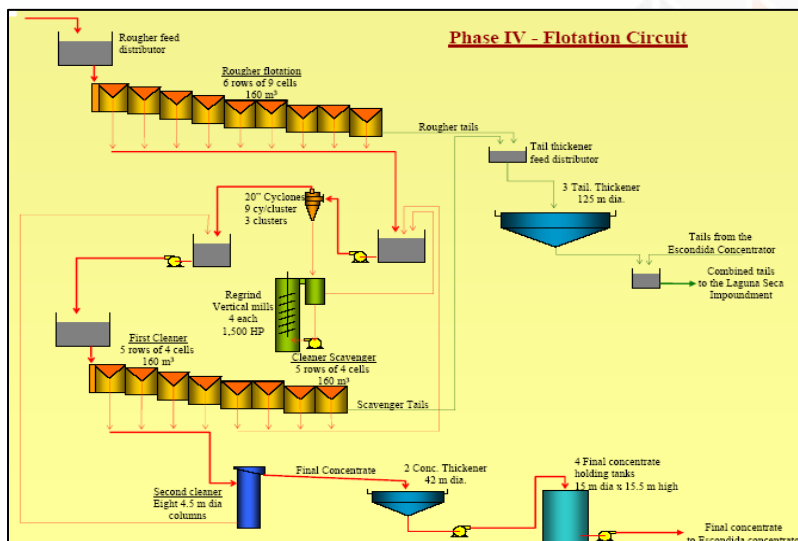 Phase IV - Flotation Circuit
Rougher feed
distributor
Rougher flotation
6 rows of 9 cells
160 m³
Rougher tails
Tail thickener
feed distributor
3 Tail. Thickener
125 m dia.
20" Cyclones
9 cy/cluster
3 clusters
Tails from the
Escondida Concentrator
Combined tails
to the Laguna Seca
Impoundment
Regrind
Vertical mills
4 each
1,500 HP
First Cleaner
5 rows of 4 cells
160 m³
Cleaner Scavenger
5 rows of 4 cells
160 m³
Scavenger Tails
Final Concentrate
2 Conc. Thickener
42 m dia.
4 Final concentrate
holding tanks
15 m dia x 15.5 m high
Second cleaner
Eight 4.5 m dia
columns
Final concentrate
to Escondida concentra